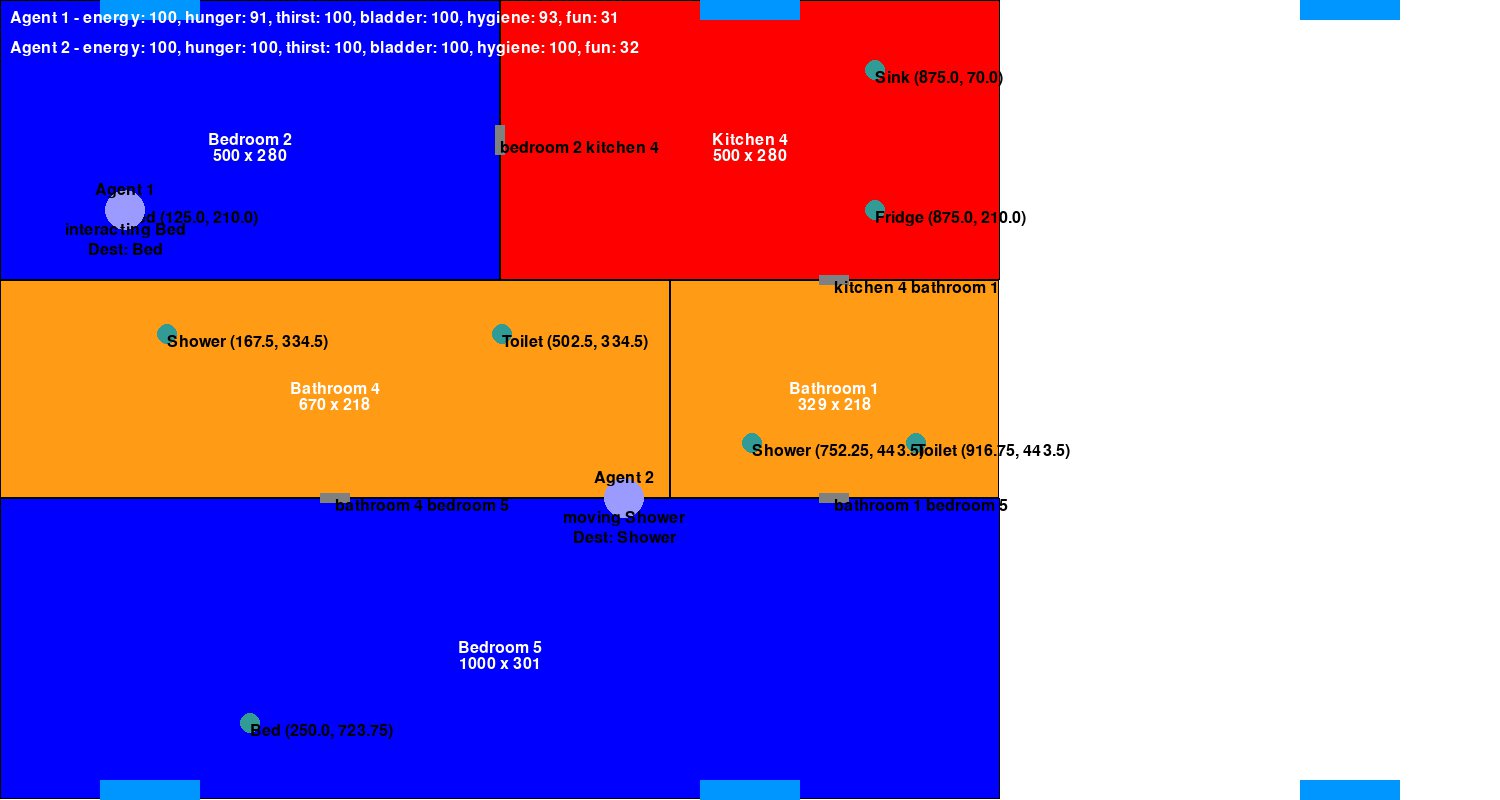 Agent 1 - energy: 100, hunger: 91, thirst: 100, bladder: 100, hygiene: 93, fun: 31
Agent 2 - energy: 100, hunger: 100, thirst: 100, bladder: 100, hygiene: 100, fun: 32
Sink (875.0, 70.0)
Bedroom 2
500 x 280
bedroom 2 kitchen 4
Kitchen 4
500 x 280
Agent 1
(125.0, 210.0)
interacting Bed
Dest: Bed
Fridge (875.0, 210.0)
kitchen 4 bathroom 1
Shower (167.5, 334.5)
Toilet (502.5, 334.5)
Bathroom 4
670 x 218
Bathroom 1
329 x 218
Shower (752.25, 443.5)
Toilet (916.75, 443.5)
Agent 2
moving Shower
Dest: Shower
bathroom 4 bedroom 5
bathroom 1 bedroom 5
Bedroom 5
1000 x 301
Bed (250.0, 723.75)